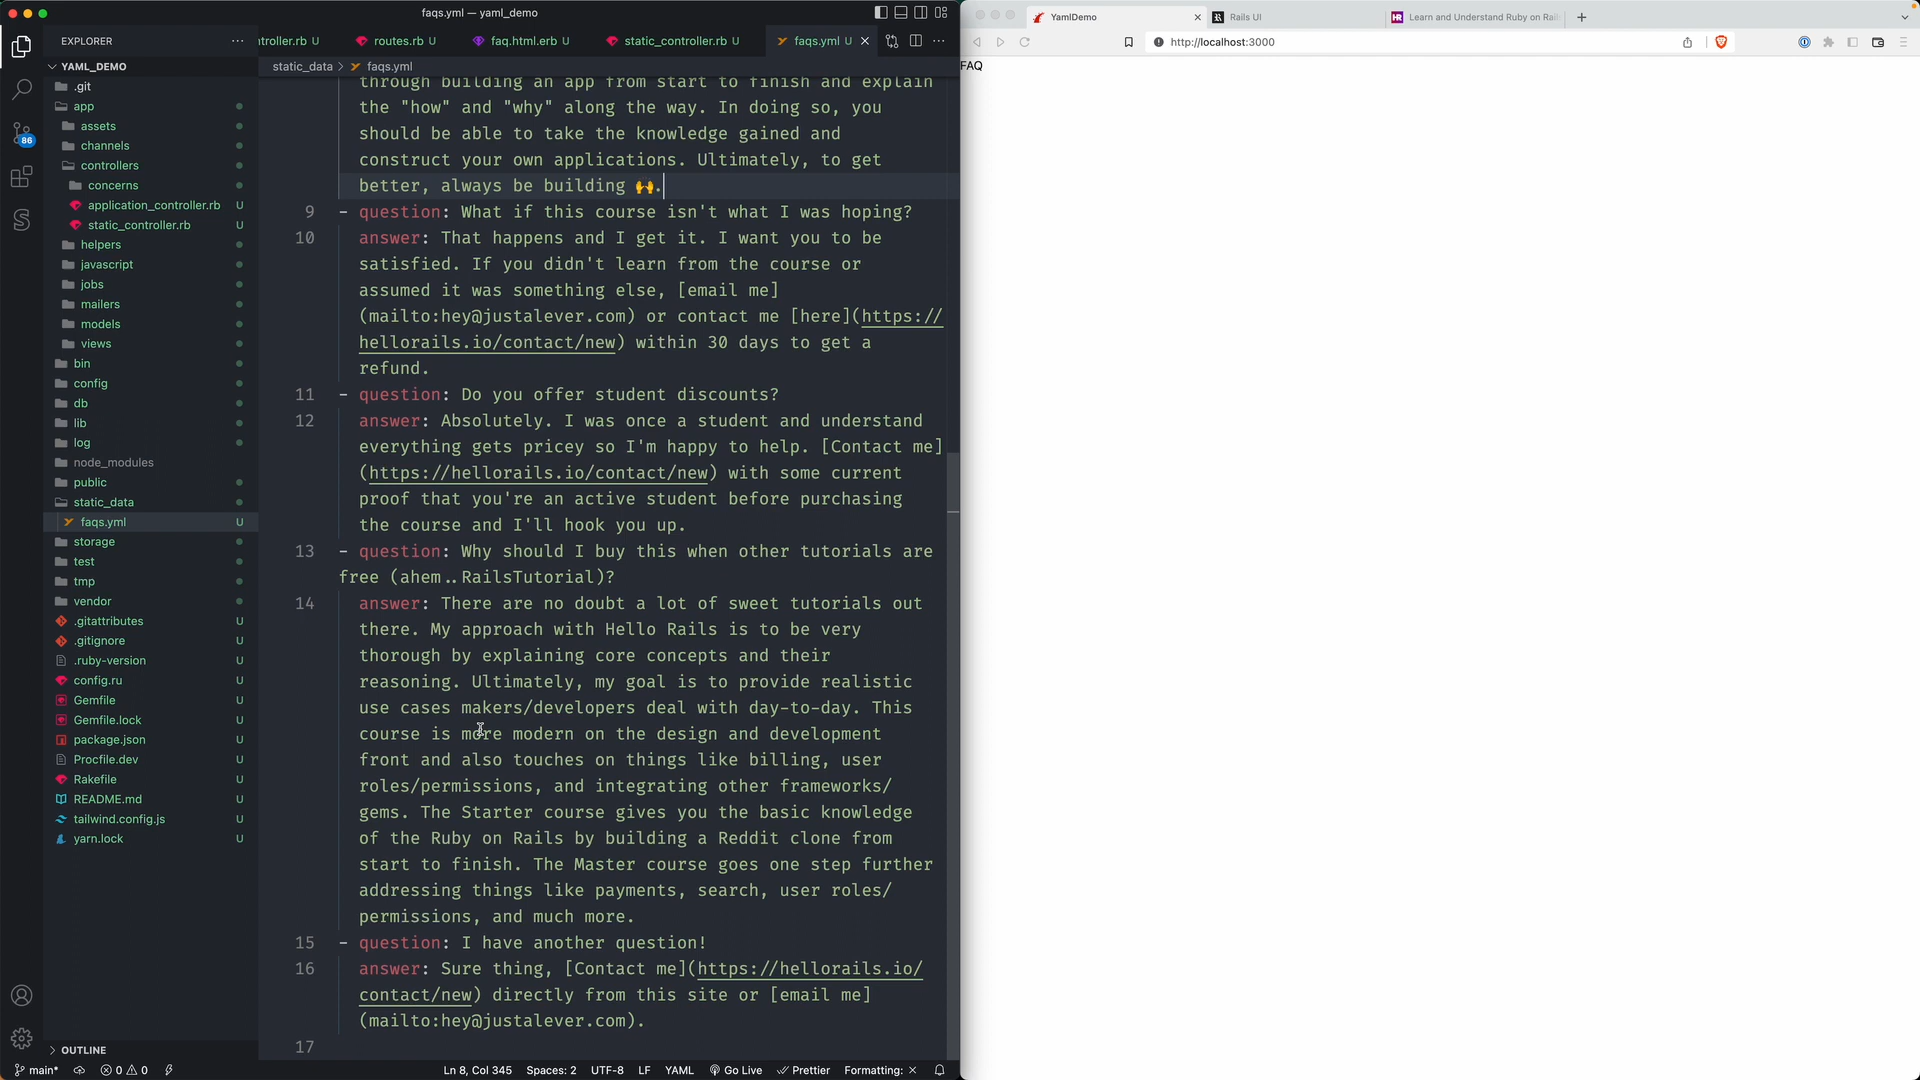 faqs.yml — yaml_demo
YamlDemo
Rails UI
Learn and Understand Ruby on Rail
http://localhost:3000
FAQ
EXPLORER
ntroller.rb U
routes.rb U
faq.html.erb U
static_controller.rb U
faqs.yml U
YAML_DEMO
static_data > faqs.yml
.git
app
assets
channels
controllers
concerns
application_controller.rb U
static_controller.rb U
helpers
javascript
jobs
mailers
models
views
bin
config
db
lib
log
node_modules
public
static_data
faqs.yml U
storage
test
tmp
vendor
.gitattributes U
.gitignore U
.ruby-version U
config.ru U
Gemfile U
Gemfile.lock U
package.json U
Procfile.dev U
Rakefile U
README.md U
tailwind.config.js U
yarn.lock U
OUTLINE
86
through building an app from start to finish and explain
the "how" and "why" along the way. In doing so, you
should be able to take the knowledge gained and
construct your own applications. Ultimately, to get
better, always be building 🙌.
9 - question: What if this course isn't what I was hoping?
10 answer: That happens and I get it. I want you to be
satisfied. If you didn't learn from the course or
assumed it was something else, [email me]
(mailto:hey@justalever.com) or contact me [here](https://
hellorails.io/contact/new) within 30 days to get a
refund.
11 - question: Do you offer student discounts?
12 answer: Absolutely. I was once a student and understand
everything gets pricey so I'm happy to help. [Contact me]
(https://hellorails.io/contact/new) with some current
proof that you're an active student before purchasing
the course and I'll hook you up.
13 - question: Why should I buy this when other tutorials are
free (ahem..RailsTutorial)?
14 answer: There are no doubt a lot of sweet tutorials out
there. My approach with Hello Rails is to be very
thorough by explaining core concepts and their
reasoning. Ultimately, my goal is to provide realistic
use cases makers/developers deal with day-to-day. This
course is more modern on the design and development
front and also touches on things like billing, user
roles/permissions, and integrating other frameworks/
gems. The Starter course gives you the basic knowledge
of the Ruby on Rails by building a Reddit clone from
start to finish. The Master course goes one step further
addressing things like payments, search, user roles/
permissions, and much more.
15 - question: I have another question!
16 answer: Sure thing, [Contact me](https://hellorails.io/
contact/new) directly from this site or [email me]
(mailto:hey@justalever.com).
17
main* 0 0 Ln 8, Col 345 Spaces: 2 UTF-8 LF YAML Go Live Prettier Formatting: ×